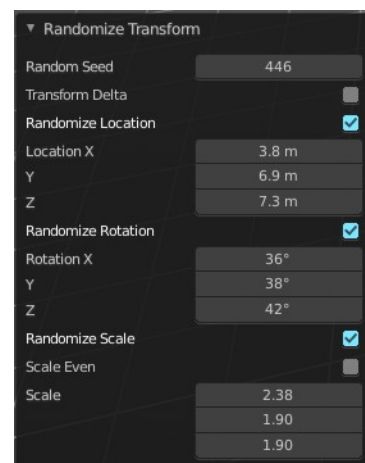 Randomize Transform
Random Seed 446
Transform Delta
Randomize Location
Location X 3.8 m
Y 6.9 m
Z 7.3 m
Randomize Rotation
Rotation X 36°
Y 38°
Z 42°
Randomize Scale
Scale Even
Scale 2.38
1.90
1.90